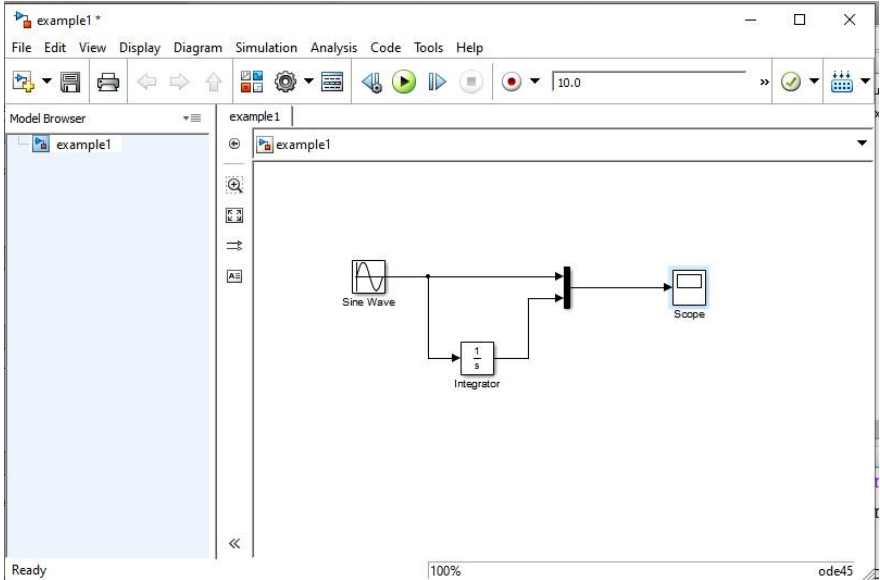 example1 *
File Edit View Display Diagram Simulation Analysis Code Tools Help
10.0
»
Model Browser
example1
example1
example1
A
Sine Wave
1
s
Integrator
Scope
Ready
100%
ode45